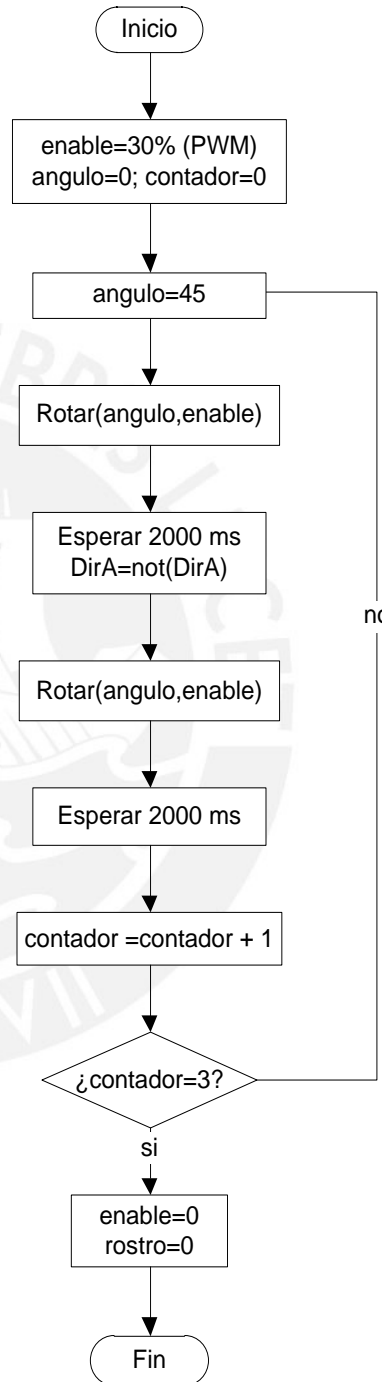 Inicio
enable=30% (PWM)
angulo=0; contador=0
angulo=45
Rotar(angulo,enable)
Esperar 2000 ms
DirA=not(DirA)
no
Rotar(angulo,enable)
Esperar 2000 ms
contador =contador + 1
¿contador=3?
si
enable=0
rostro=0
Fin